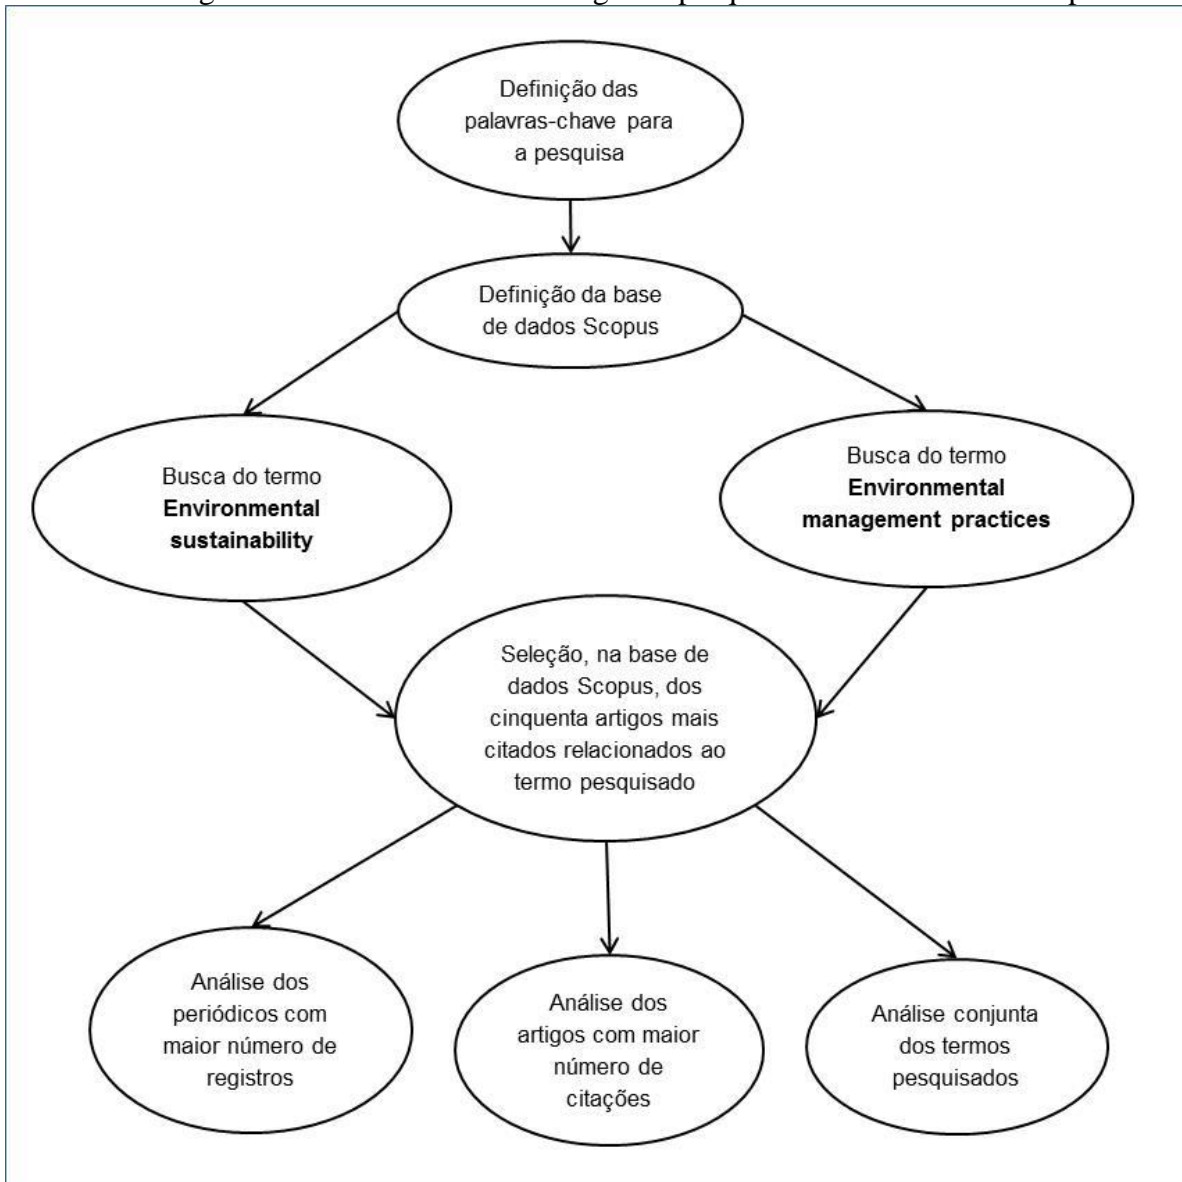 Definição das
palavras-chave para
a pesquisa
Definição da base
de dados Scopus
Busca do termo
Environmental
sustainability
Busca do termo
Environmental
management practices
Seleção, na base de
dados Scopus, dos
cinquenta artigos mais
citados relacionados ao
termo pesquisado
Análise dos
periódicos com
maior número de
registros
Análise dos
artigos com maior
número de
citações
Análise conjunta
dos termos
pesquisados